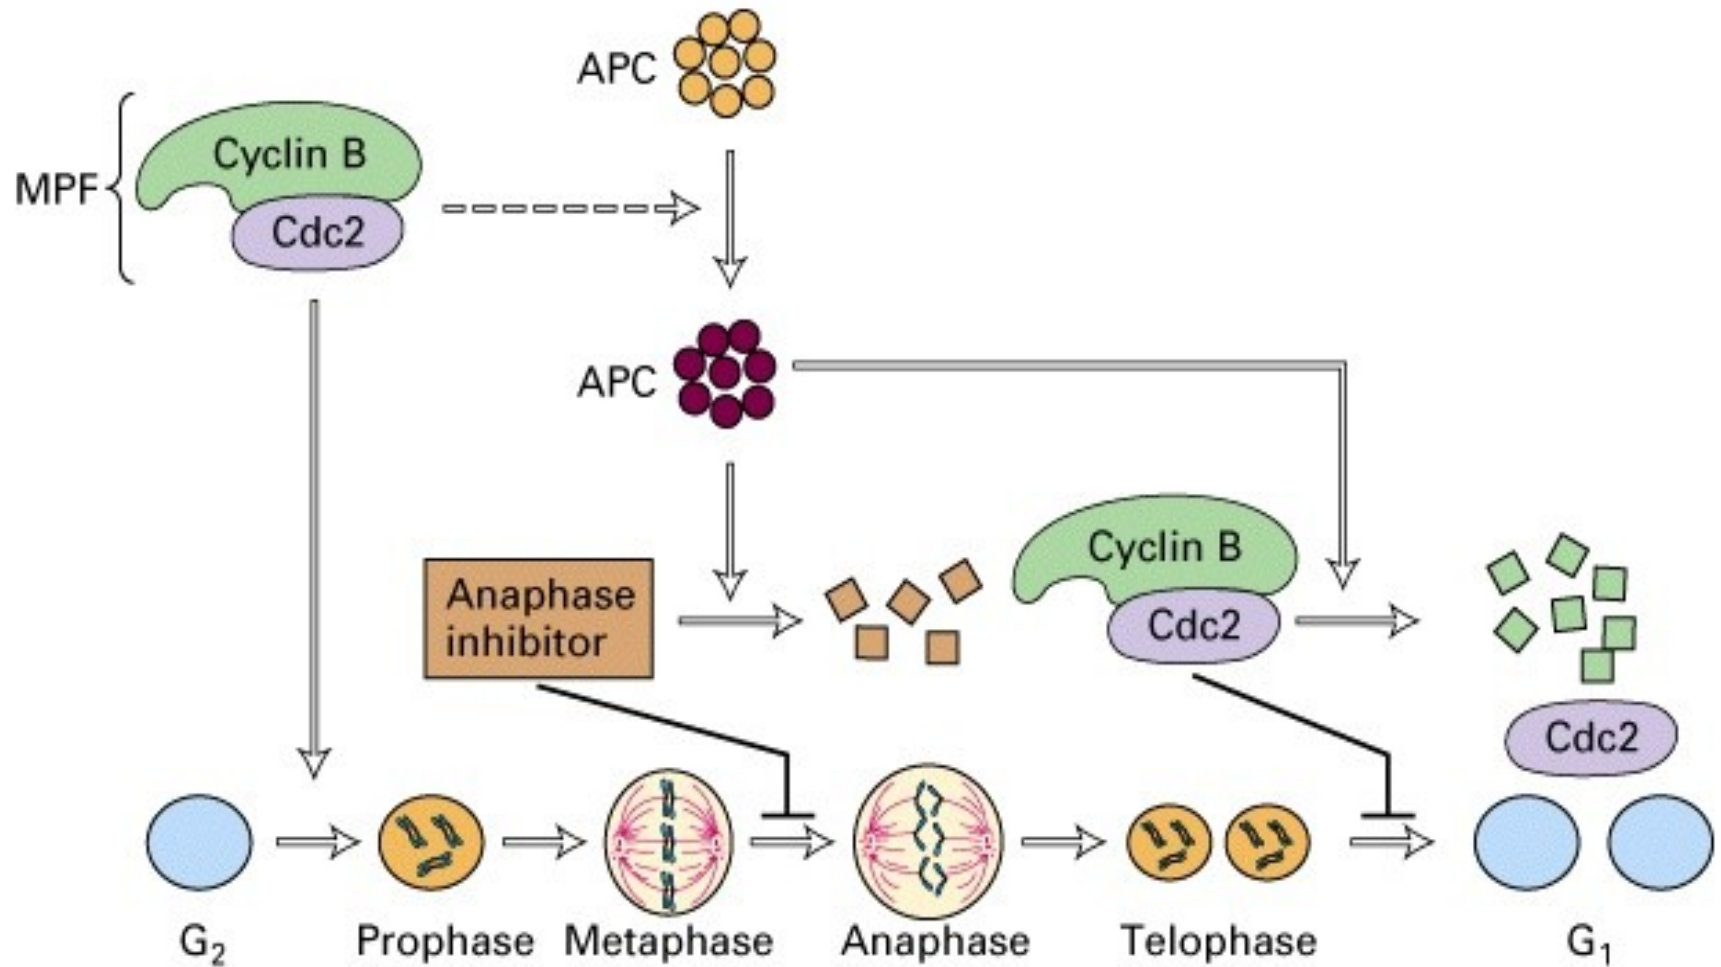 APC
MPF
Cyclin B
Cdc2
APC
Anaphase
inhibitor
Cyclin B
Cdc2
Cdc2
G2
Prophase
Metaphase
Anaphase
Telophase
G1